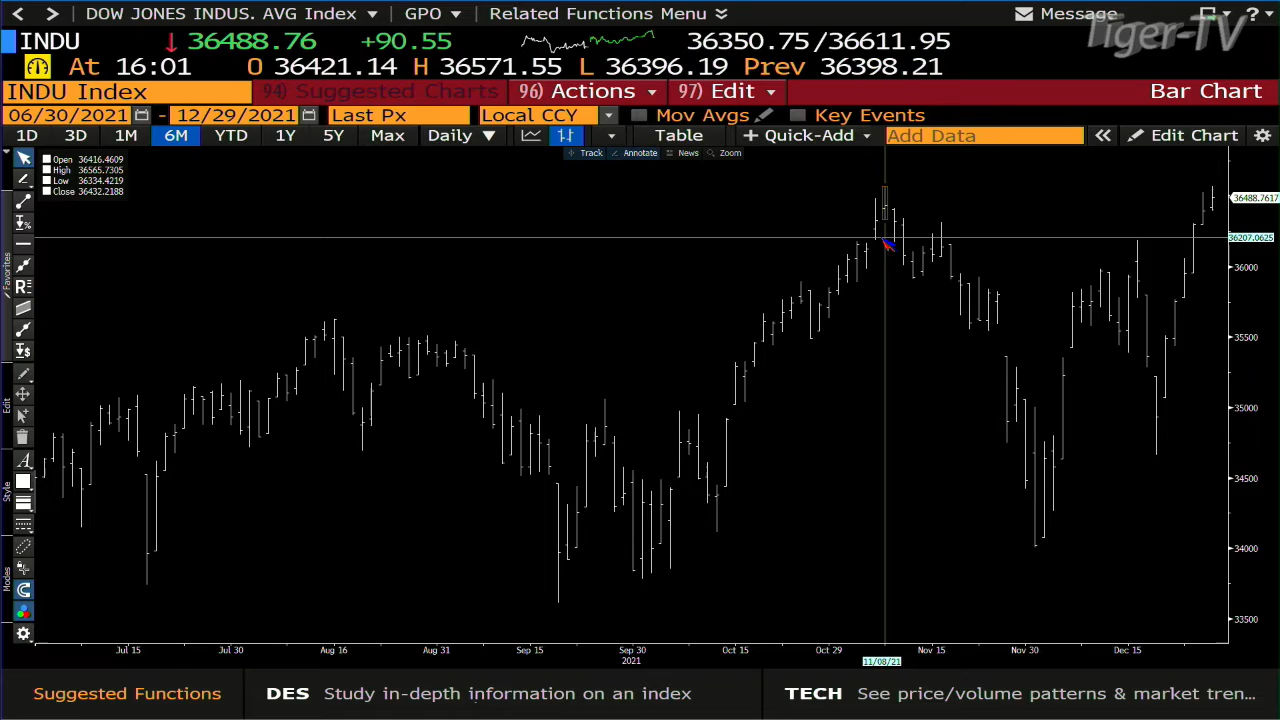 DOW JONES INDUS. AVG Index GPO Related Functions Menu Message ?
Tiger-TV
INDU 36488.76 +90.55 36350.75/36611.95
At 16:01 O 36421.14 H 36571.55 L 36396.19 Prev 36398.21
INDU Index 94) Suggested Charts 96) Actions 97) Edit Bar Chart
06/30/2021 - 12/29/2021 Last Px Local CCY Mov Avgs Key Events
1D 3D 1M 6M YTD 1Y 5Y Max Daily Table + Quick-Add Add Data Edit Chart
Track Annotate News Zoom
Open 36416.4609
High 36565.7305
Low 36334.4219
Close 36432.2188
Favorites
Edit
Style
Modes
36488.7617
36207.0625
36000
35500
35000
34500
34000
33500
Jul 15 Jul 30 Aug 16 Aug 31 Sep 15 Sep 30 Oct 15 Oct 29 Nov 15 Nov 30 Dec 15
2021 11/08/21
Suggested Functions DES Study in-depth information on an index TECH See price/volume patterns & market tren...